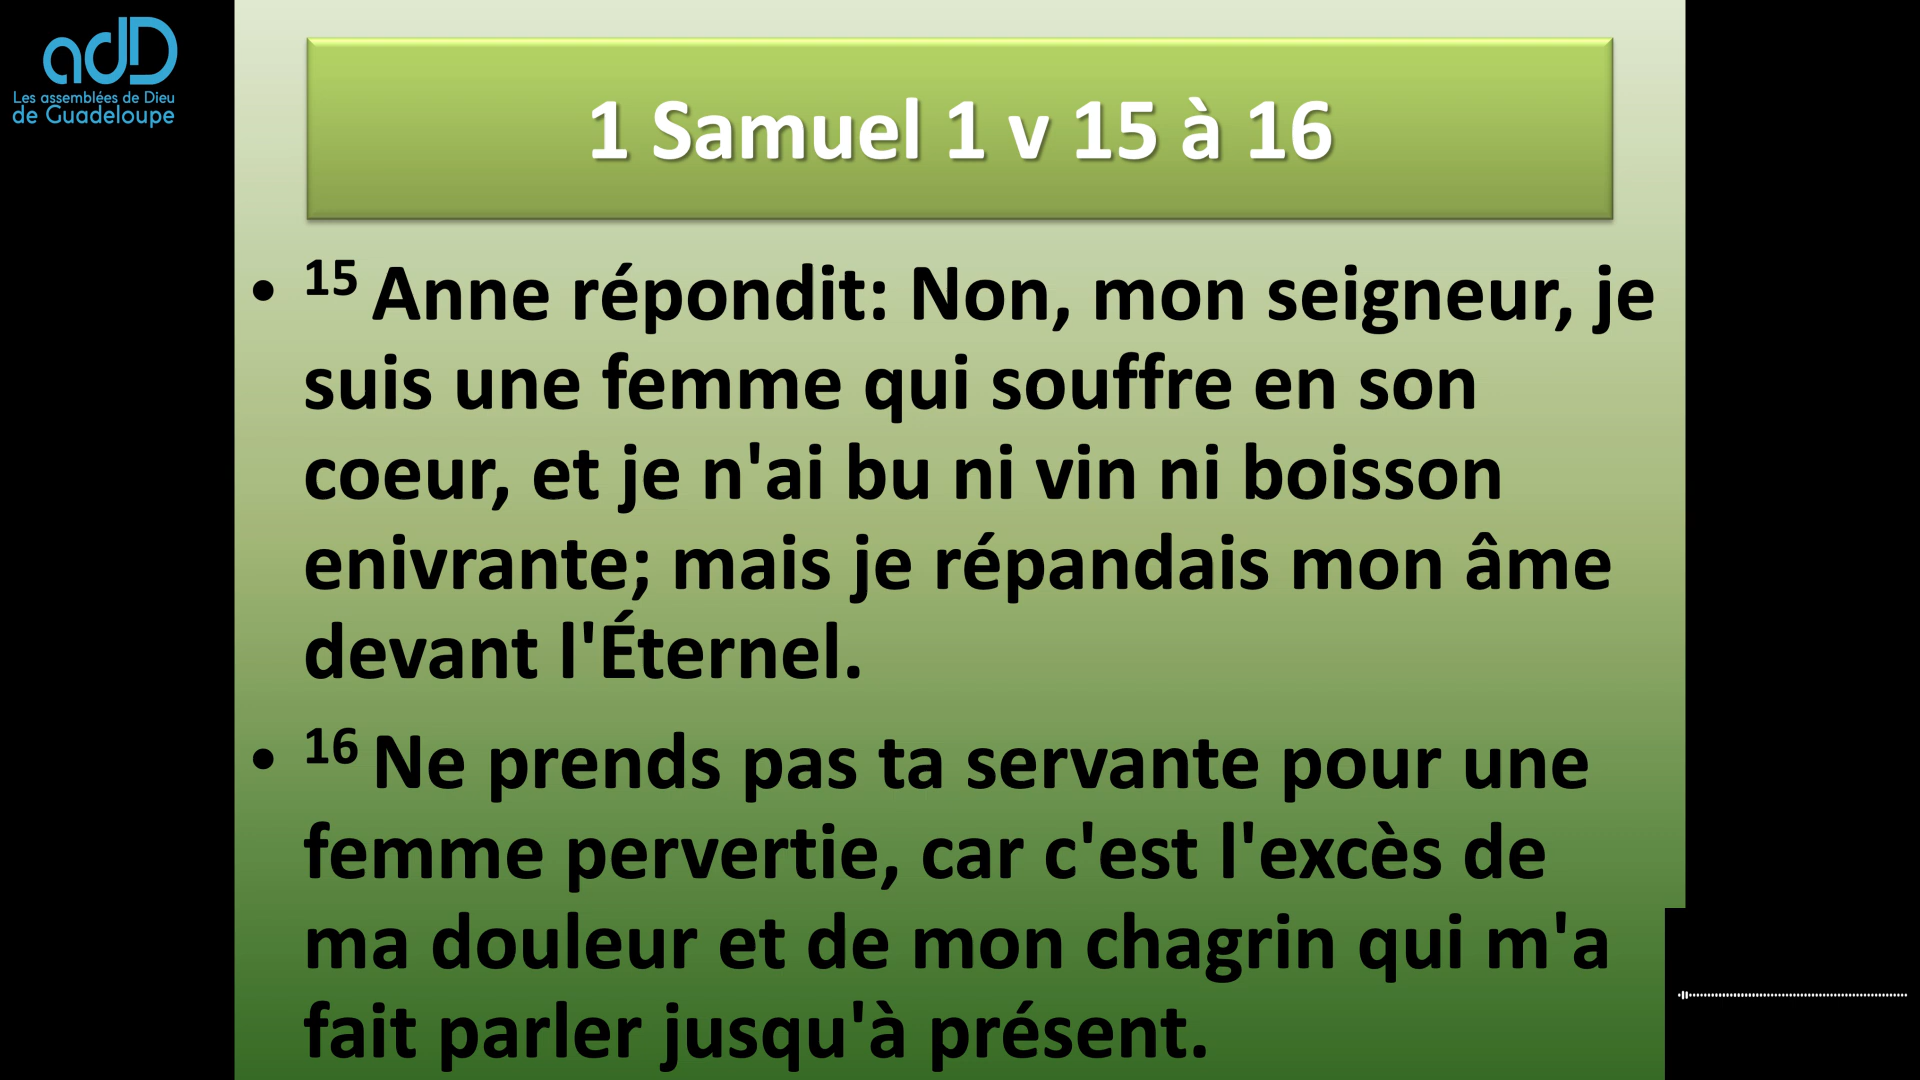 adD
Les assemblées de Dieu
de Guadeloupe
1 Samuel 1 v 15 à 16
• 15 Anne répondit: Non, mon seigneur, je
suis une femme qui souffre en son
coeur, et je n'ai bu ni vin ni boisson
enivrante; mais je répandais mon âme
devant l'Éternel.
• 16 Ne prends pas ta servante pour une
femme pervertie, car c'est l'excès de
ma douleur et de mon chagrin qui m'a
fait parler jusqu'à présent.